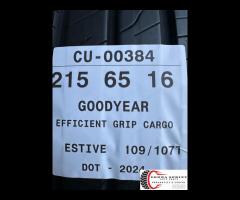 CU-00384
215 65 16
GOODYEAR
EFFICIENT GRIP CARGO
ESTIVE 109/107T
DOT - 2024